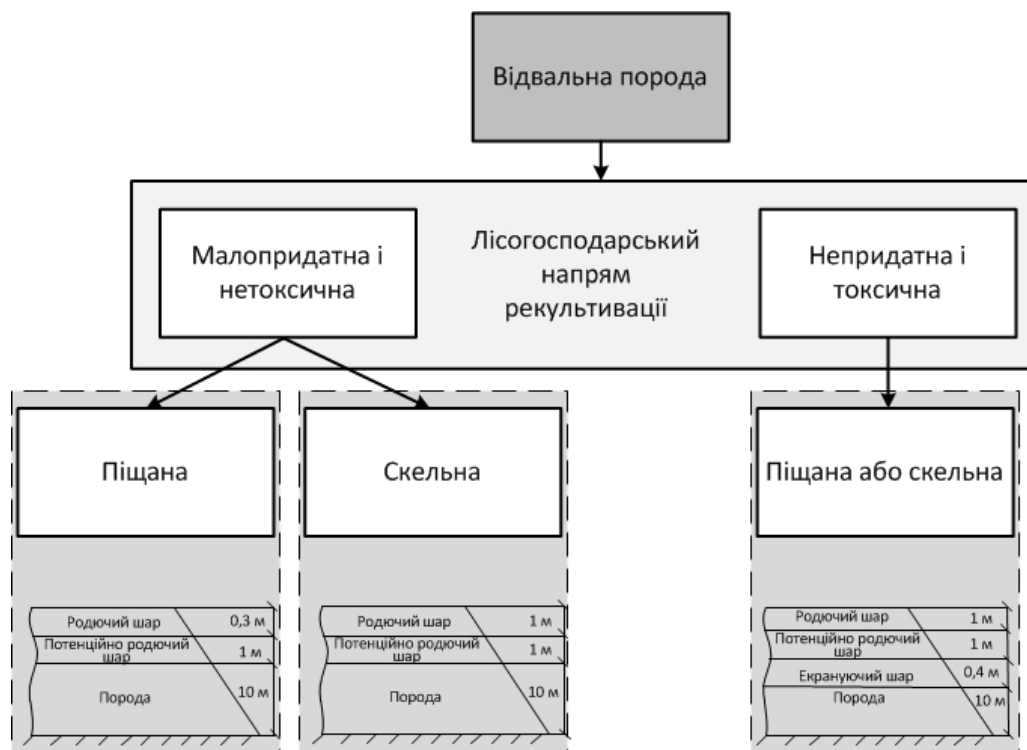 Відвальна порода
Малопридатна і
нетоксична
Лісогосподарський
напрям
рекультивації
Непридатна і
токсична
Піщана
Скельна
Піщана або скельна
Родючий шар 0,3 м
Потенційно родючий
шар 1 м
Порода 10 м
Родючий шар 1 м
Потенційно родючий
шар 1 м
Порода 10 м
Родючий шар 1 м
Потенційно родючий
шар 1 м
Екрануючий шар 0,4 м
Порода 10 м